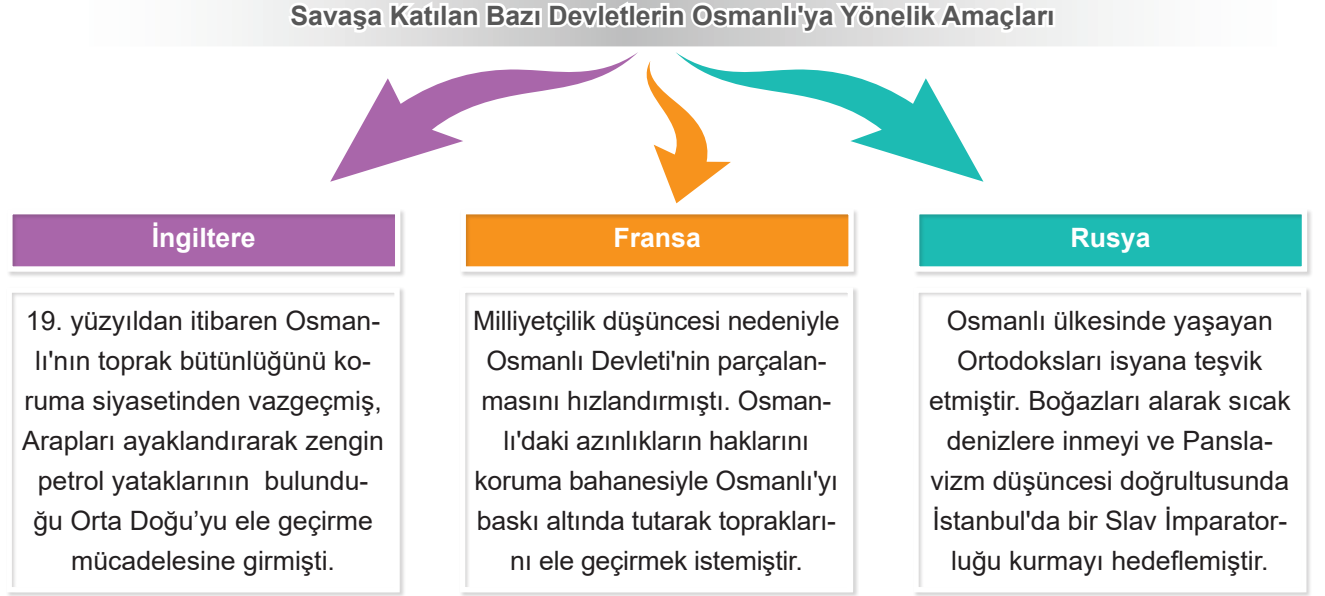 Savaşa Katılan Bazı Devletlerin Osmanlı'ya Yönelik Amaçları
İngiltere
19. yüzyıldan itibaren Osman-
lı'nın toprak bütünlüğünü ko-
ruma siyasetinden vazgeçmiş,
Arapları ayaklandırarak zengin
petrol yataklarının bulundu-
ğu Orta Doğu’yu ele geçirme
mücadelesine girmişti.
Fransa
Milliyetçilik düşüncesi nedeniyle
Osmanlı Devleti'nin parçalan-
masını hızlandırmıştı. Osman-
lı'daki azınlıkların haklarını
koruma bahanesiyle Osmanlı'yı
baskı altında tutarak toprakları-
nı ele geçirmek istemiştir.
Rusya
Osmanlı ülkesinde yaşayan
Ortodoksları isyana teşvik
etmiştir. Boğazları alarak sıcak
denizlere inmeyi ve Pansla-
vizm düşüncesi doğrultusunda
İstanbul'da bir Slav İmparator-
luğu kurmayı hedeflemiştir.